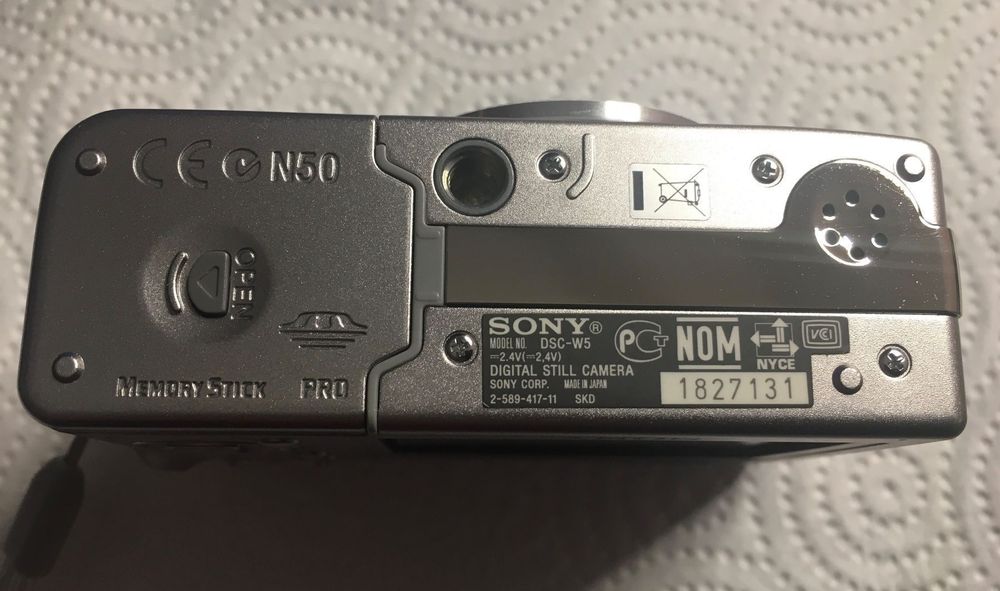 CE N50
OPEN
MEMORY STICK PRO
SONY®
MODEL NO. DSC-W5
⎓2.4V(⎓2,4V)
DIGITAL STILL CAMERA
SONY CORP. MADE IN JAPAN
2-589-417-11 SKD
PCT
NOM
NYCE
VCI
1827131